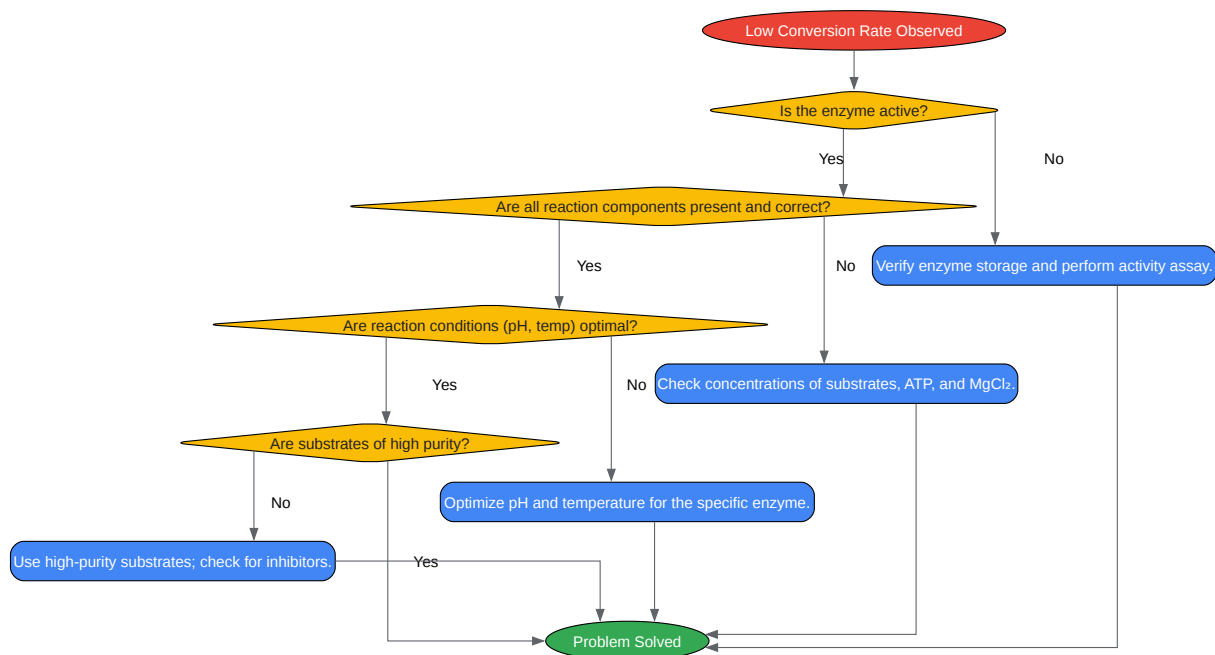 Low Conversion Rate Observed
Is the enzyme active?
Yes
No
Are all reaction components present and correct?
Yes
No
Verify enzyme storage and perform activity assay.
Are reaction conditions (pH, temp) optimal?
Yes
No
Check concentrations of substrates, ATP, and MgCl₂.
Are substrates of high purity?
No
Optimize pH and temperature for the specific enzyme.
Use high-purity substrates; check for inhibitors.
Yes
Problem Solved